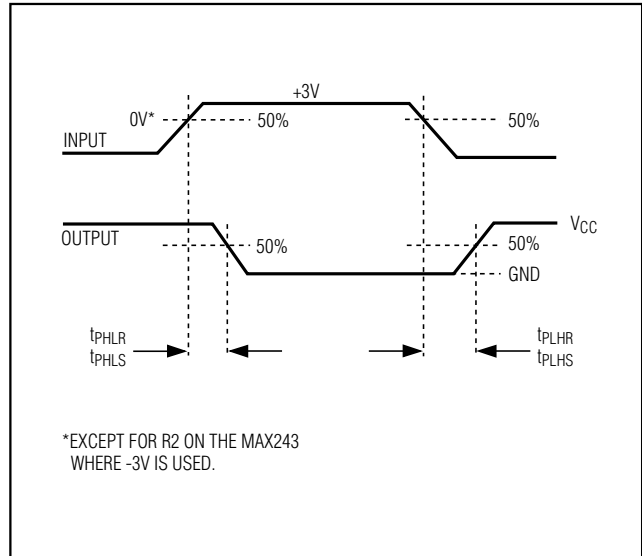 +3V
0V* 50% 50%
INPUT
OUTPUT VCC
50% 50%
GND
tPHLR tPLHR
tPHLS tPLHS
*EXCEPT FOR R2 ON THE MAX243
WHERE -3V IS USED.